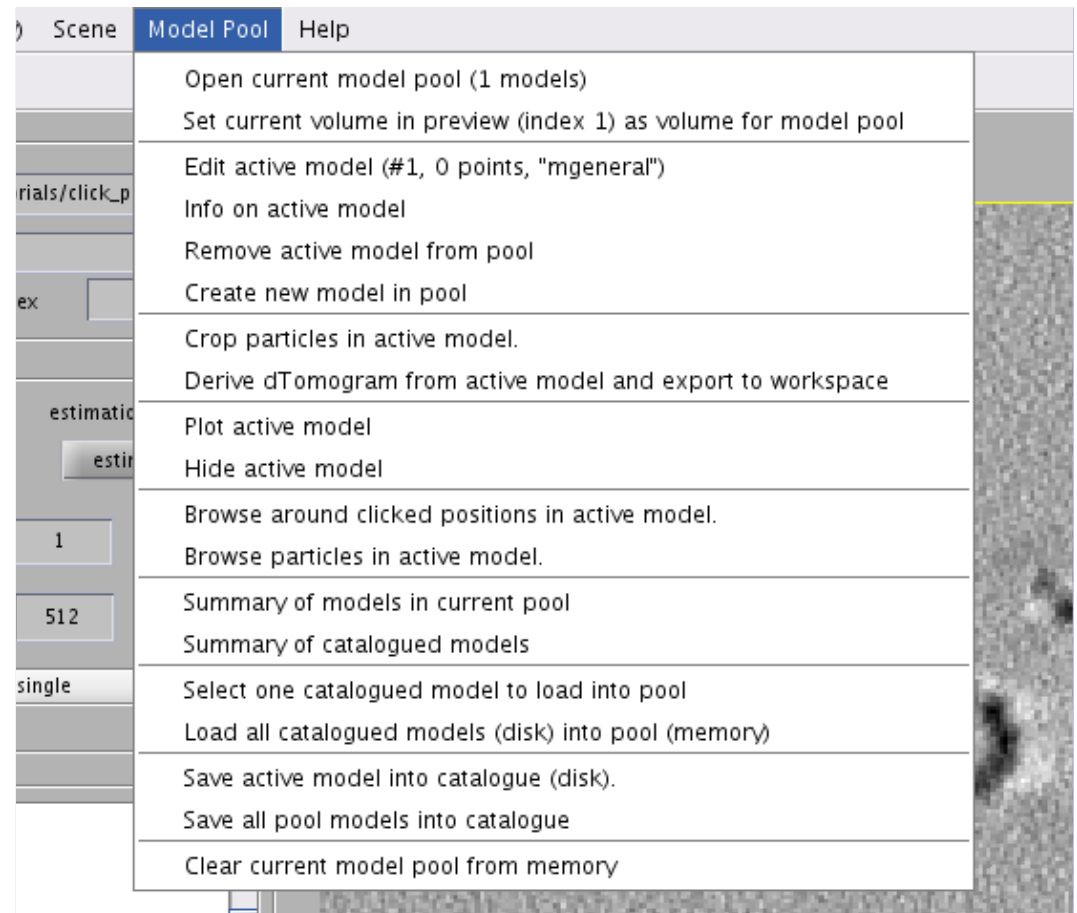 Scene Model Pool Help
Open current model pool (1 models)
Set current volume in preview (index 1) as volume for model pool
Edit active model (#1, 0 points, "mgeneral")
rials/click_p
Info on active model
Remove active model from pool
Create new model in pool
ex
Crop particles in active model.
Derive dTomogram from active model and export to workspace
estimatio
Plot active model
estin
Hide active model
Browse around clicked positions in active model.
1
Browse particles in active model.
Summary of models in current pool
512
Summary of catalogued models
single
Select one catalogued model to load into pool
Load all catalogued models (disk) into pool (memory)
Save active model into catalogue (disk).
Save all pool models into catalogue
Clear current model pool from memory